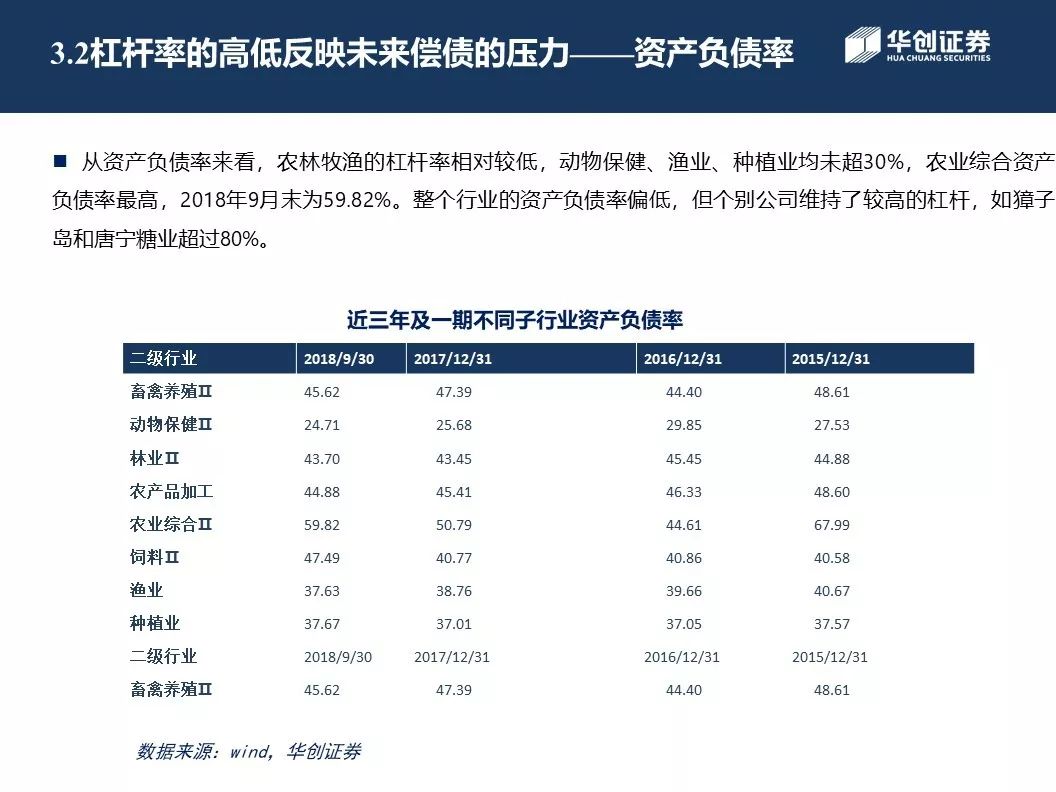 3.2杠杆率的高低反映未来偿债的压力——资产负债率
华创证券
HUA CHUANG SECURITIES
■ 从资产负债率来看，农林牧渔的杠杆率相对较低，动物保健、渔业、种植业均未超30%，农业综合资产
负债率最高，2018年9月末为59.82%。整个行业的资产负债率偏低，但个别公司维持了较高的杠杆，如獐子
岛和唐宁糖业超过80%。
近三年及一期不同子行业资产负债率
二级行业 2018/9/30 2017/12/31 2016/12/31 2015/12/31
畜禽养殖Ⅱ 45.62 47.39 44.40 48.61
动物保健Ⅱ 24.71 25.68 29.85 27.53
林业Ⅱ 43.70 43.45 45.45 44.88
农产品加工 44.88 45.41 46.33 48.60
农业综合Ⅱ 59.82 50.79 44.61 67.99
饲料Ⅱ 47.49 40.77 40.86 40.58
渔业 37.63 38.76 39.66 40.67
种植业 37.67 37.01 37.05 37.57
二级行业 2018/9/30 2017/12/31 2016/12/31 2015/12/31
畜禽养殖Ⅱ 45.62 47.39 44.40 48.61
数据来源：wind，华创证券